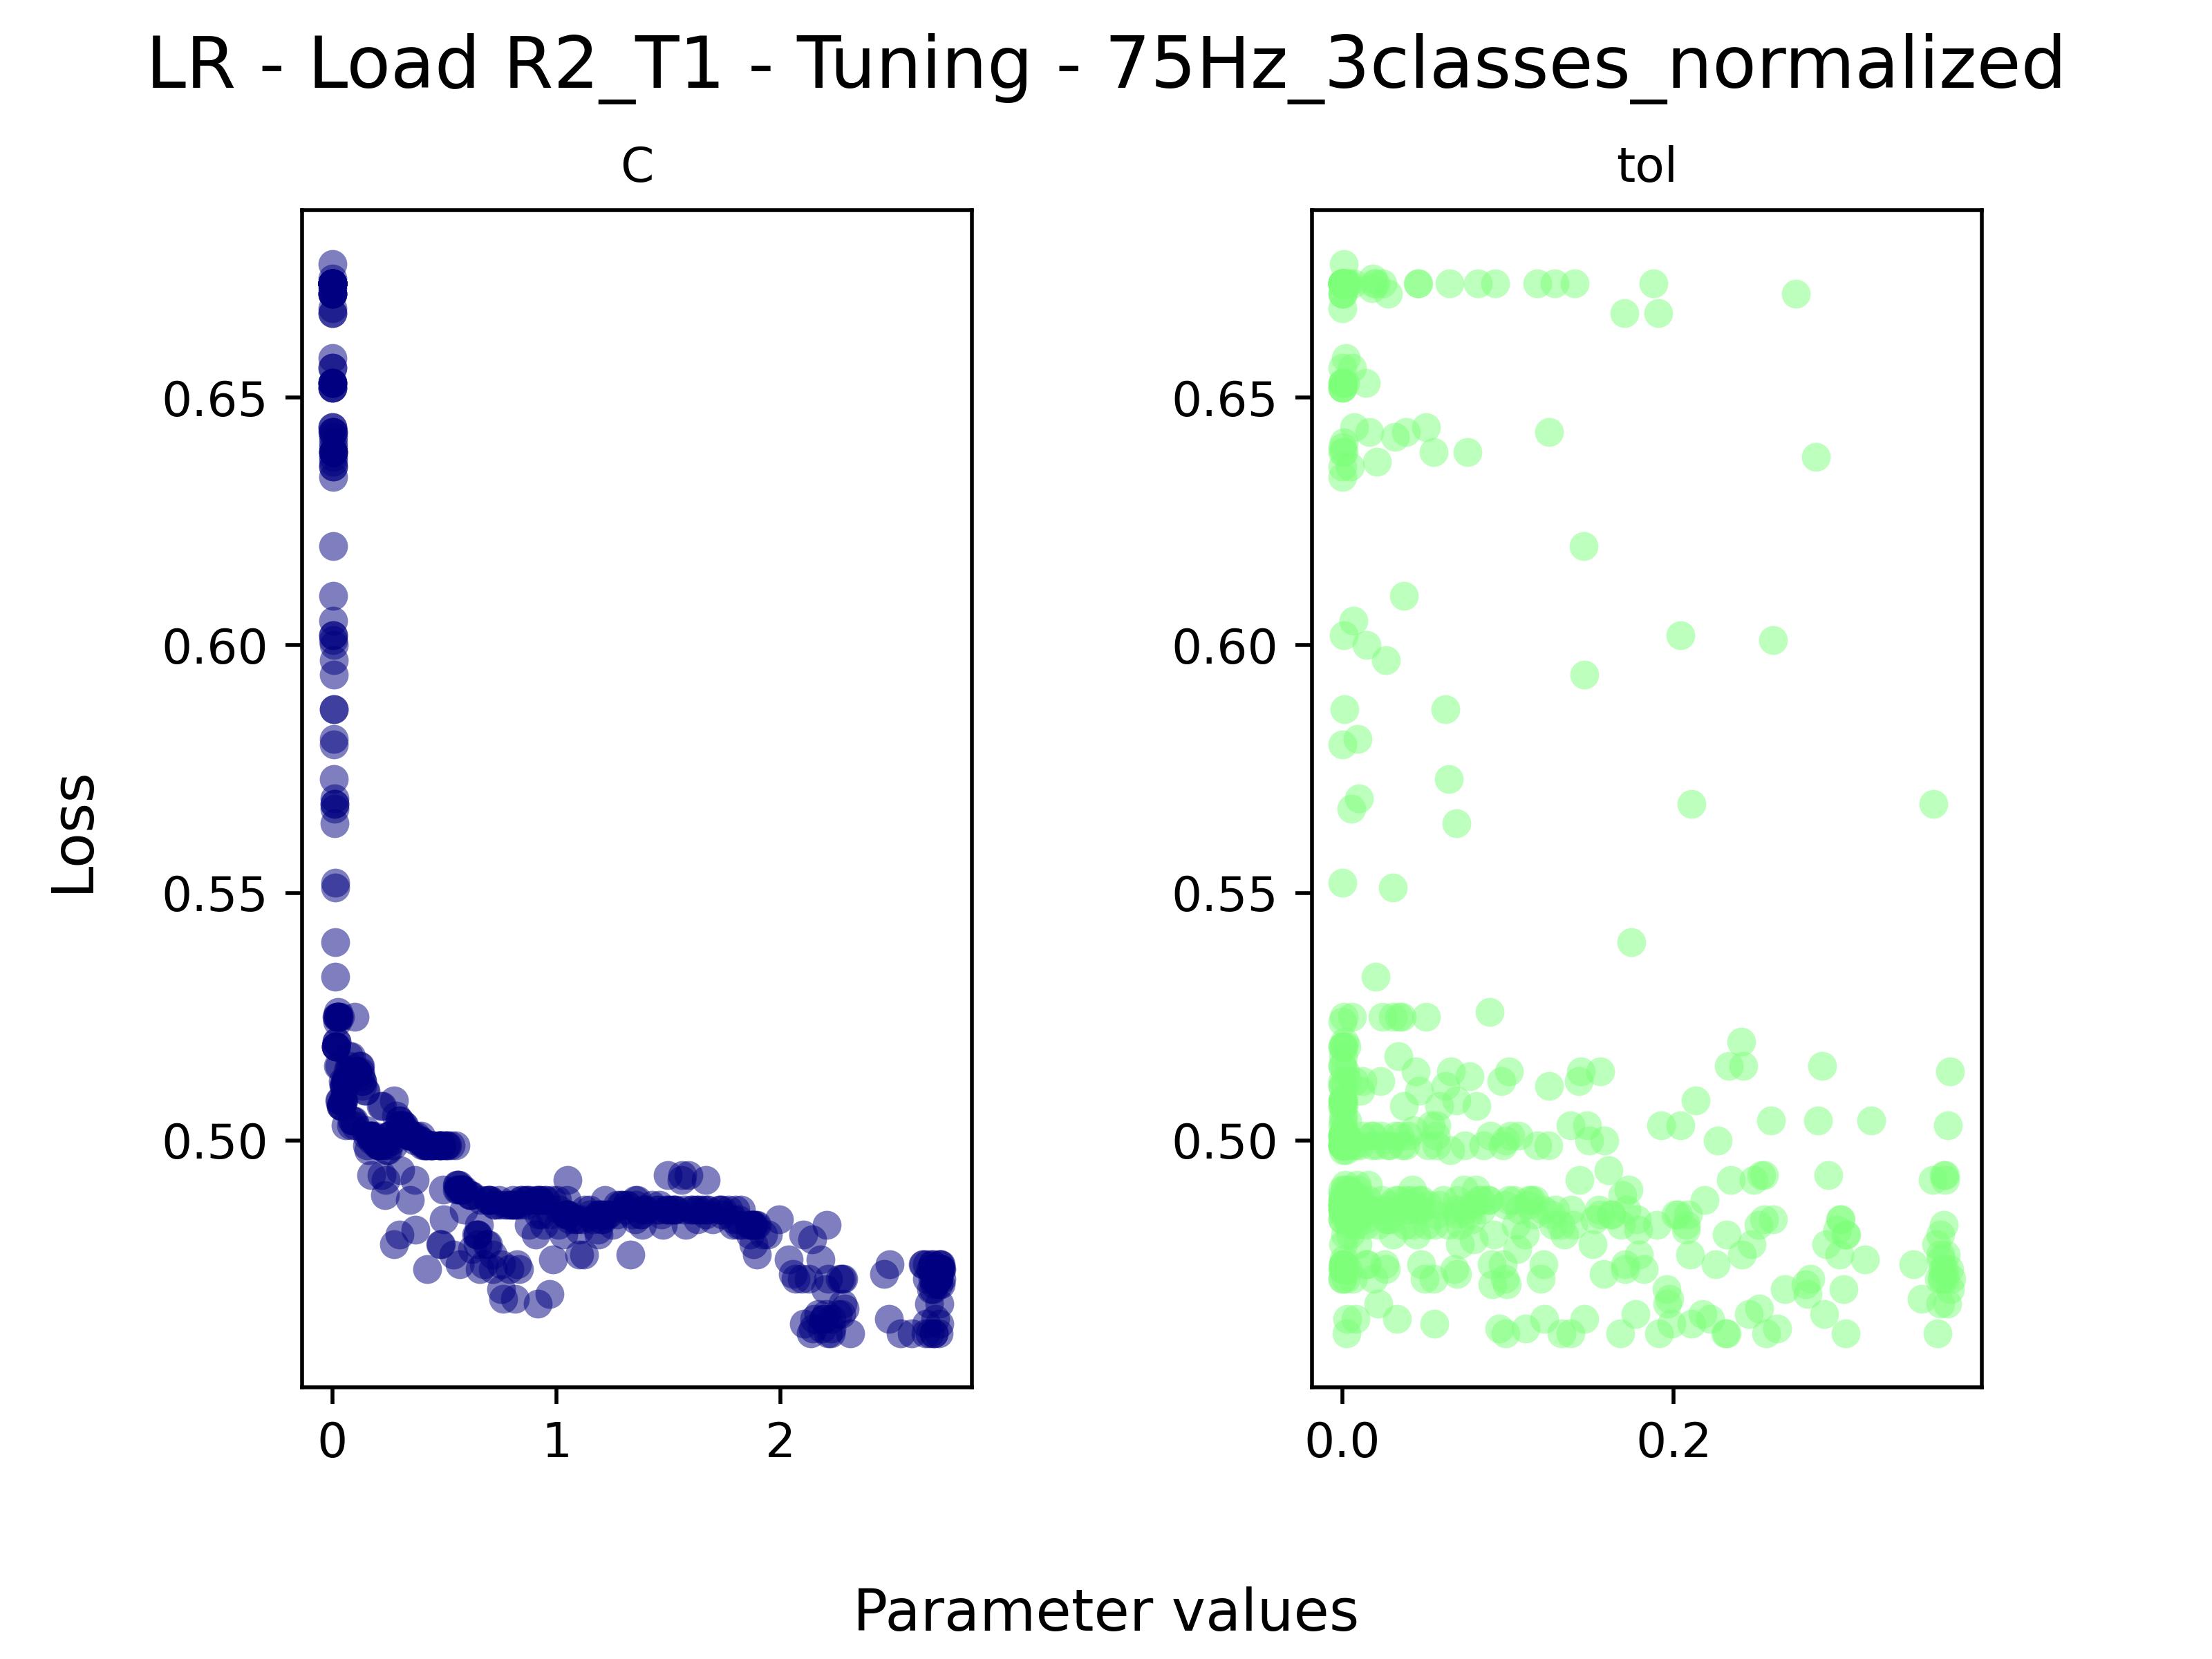 LR - Load R2_T1 - Tuning - 75Hz_3classes_normalized
C
tol
Loss
0.65
0.60
0.55
0.50
0
1
2
0.65
0.60
0.55
0.50
0.0
0.2
Parameter values